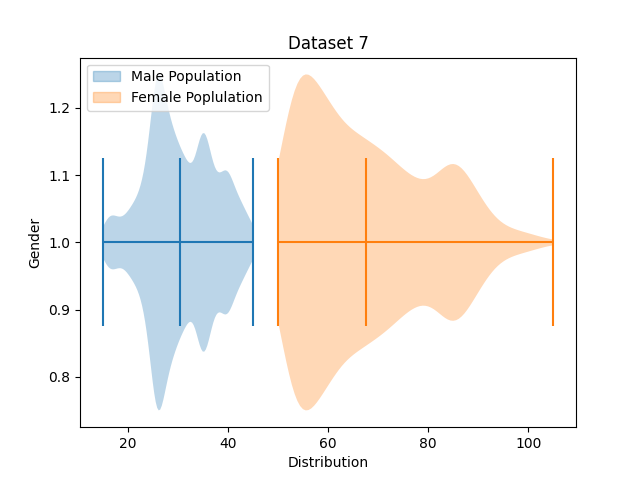 Dataset 7
Male Population
Female Poplulation
1.2
1.1
1.0
0.9
0.8
Gender
20
40
60
80
100
Distribution